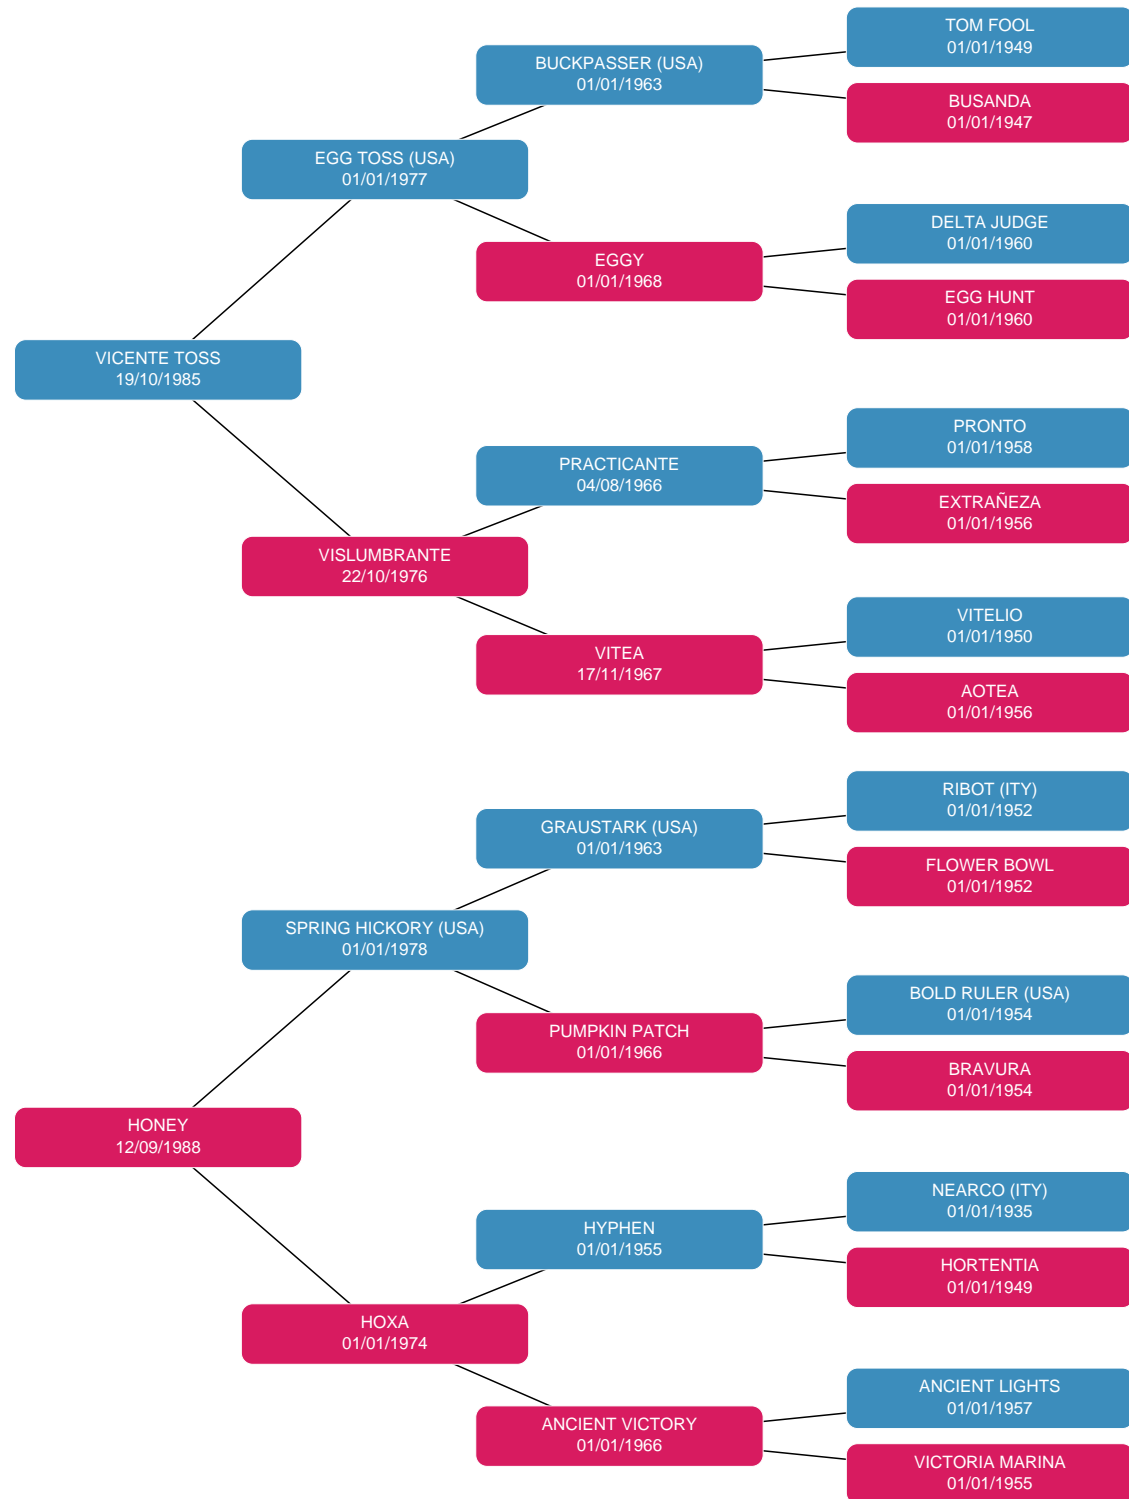 TOM FOOL
01/01/1949
BUCKPASSER (USA)
01/01/1963
BUSANDA
01/01/1947
EGG TOSS (USA)
01/01/1977
DELTA JUDGE
01/01/1960
EGGY
01/01/1968
EGG HUNT
01/01/1960
VICENTE TOSS
19/10/1985
PRONTO
01/01/1958
PRACTICANTE
04/08/1966
EXTRAÑEZA
01/01/1956
VISLUMBRANTE
22/10/1976
VITELIO
01/01/1950
VITEA
17/11/1967
AOTEA
01/01/1956
RIBOT (ITY)
01/01/1952
GRAUSTARK (USA)
01/01/1963
FLOWER BOWL
01/01/1952
SPRING HICKORY (USA)
01/01/1978
BOLD RULER (USA)
01/01/1954
PUMPKIN PATCH
01/01/1966
BRAVURA
01/01/1954
HONEY
12/09/1988
NEARCO (ITY)
01/01/1935
HYPHEN
01/01/1955
HORTENTIA
01/01/1949
HOXA
01/01/1974
ANCIENT LIGHTS
01/01/1957
ANCIENT VICTORY
01/01/1966
VICTORIA MARINA
01/01/1955